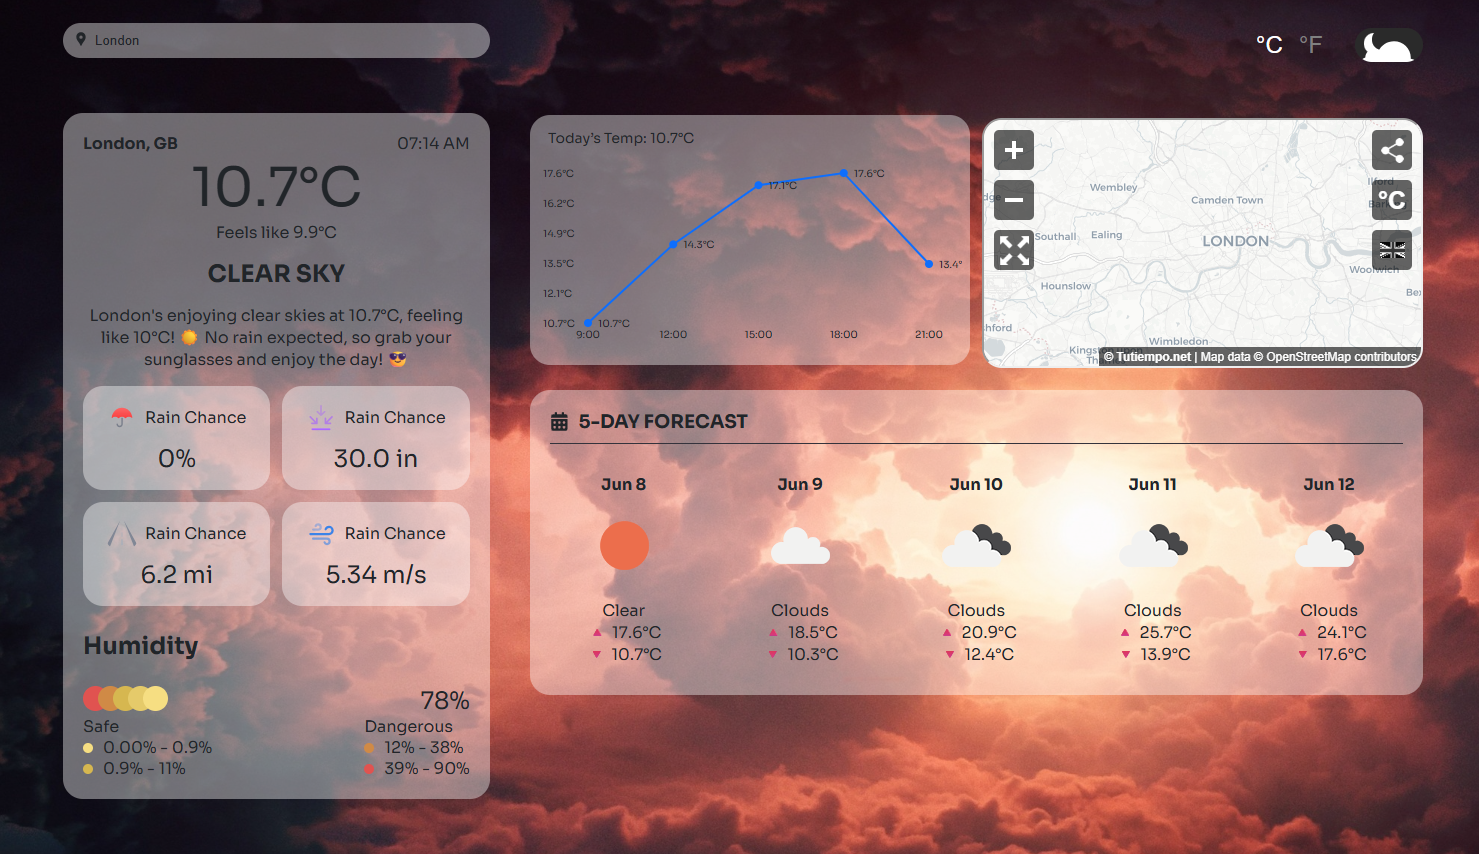 London
°C °F
London, GB 07:14 AM
10.7°C
Feels like 9.9°C
CLEAR SKY
London's enjoying clear skies at 10.7°C, feeling
like 10°C! ☀️ No rain expected, so grab your
sunglasses and enjoy the day! 😎
Rain Chance
0%
Rain Chance
30.0 in
Rain Chance
6.2 mi
Rain Chance
5.34 m/s
Humidity
78%
Safe
0.00% - 0.9%
0.9% - 11%
Dangerous
12% - 38%
39% - 90%
Today's Temp: 10.7°C
17.6°C
16.2°C
14.9°C
13.5°C
12.1°C
10.7°C
10.7°C
14.3°C
17.1°C
17.6°C
13.4°
9:00 12:00 15:00 18:00 21:00
+
−
°C
Wembley
Camden Town
Ilford
Southall
Ealing
LONDON
Woolwich
Hounslow
Be
hford
Wimbledon
© Tutiempo.net | Map data © OpenStreetMap contributors
5-DAY FORECAST
Jun 8
Clear
▲ 17.6°C
▼ 10.7°C
Jun 9
Clouds
▲ 18.5°C
▼ 10.3°C
Jun 10
Clouds
▲ 20.9°C
▼ 12.4°C
Jun 11
Clouds
▲ 25.7°C
▼ 13.9°C
Jun 12
Clouds
▲ 24.1°C
▼ 17.6°C